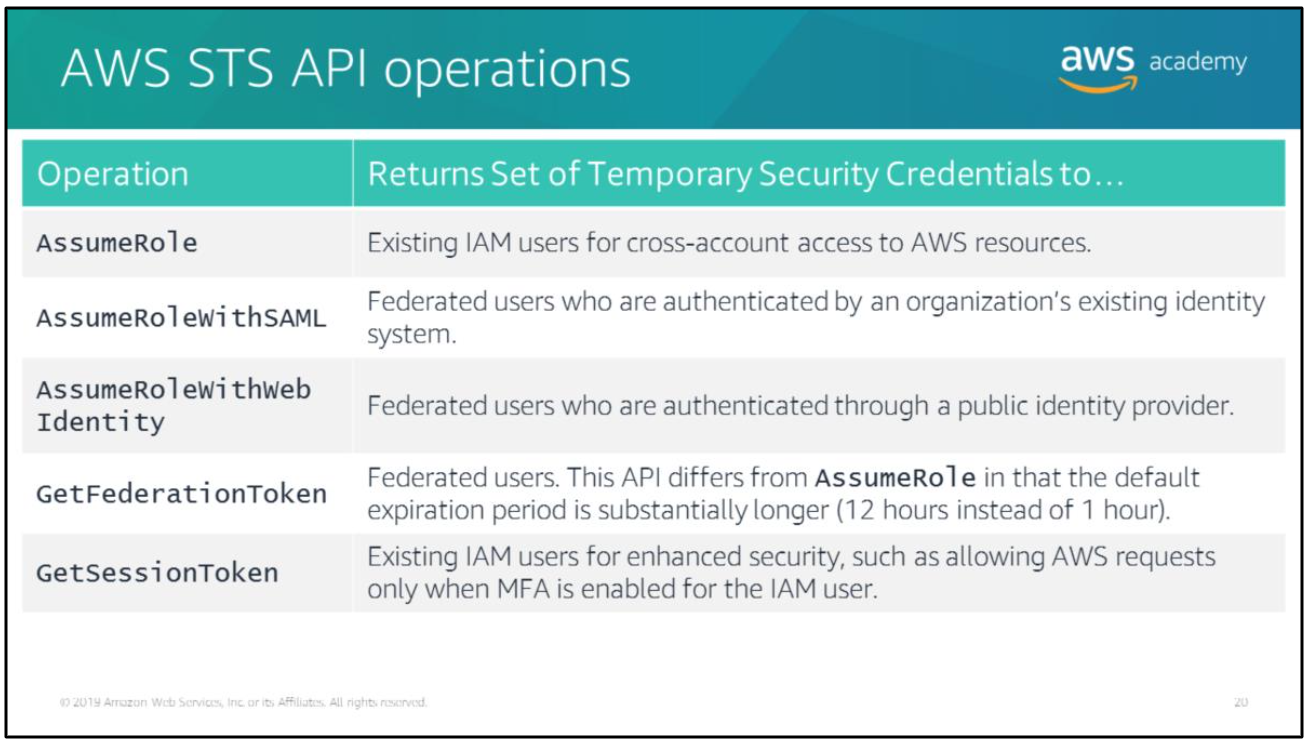 AWS STS API operations
aws academy
Operation
Returns Set of Temporary Security Credentials to...
AssumeRole
Existing IAM users for cross-account access to AWS resources.
AssumeRoleWithSAML
Federated users who are authenticated by an organization's existing identity
system.
AssumeRoleWithWeb
Identity
Federated users who are authenticated through a public identity provider.
GetFederationToken
Federated users. This API differs from AssumeRole in that the default
expiration period is substantially longer (12 hours instead of 1 hour).
GetSessionToken
Existing IAM users for enhanced security, such as allowing AWS requests
only when MFA is enabled for the IAM user.
© 2019 Amazon Web Services, Inc. or its Affiliates. All rights reserved.
20